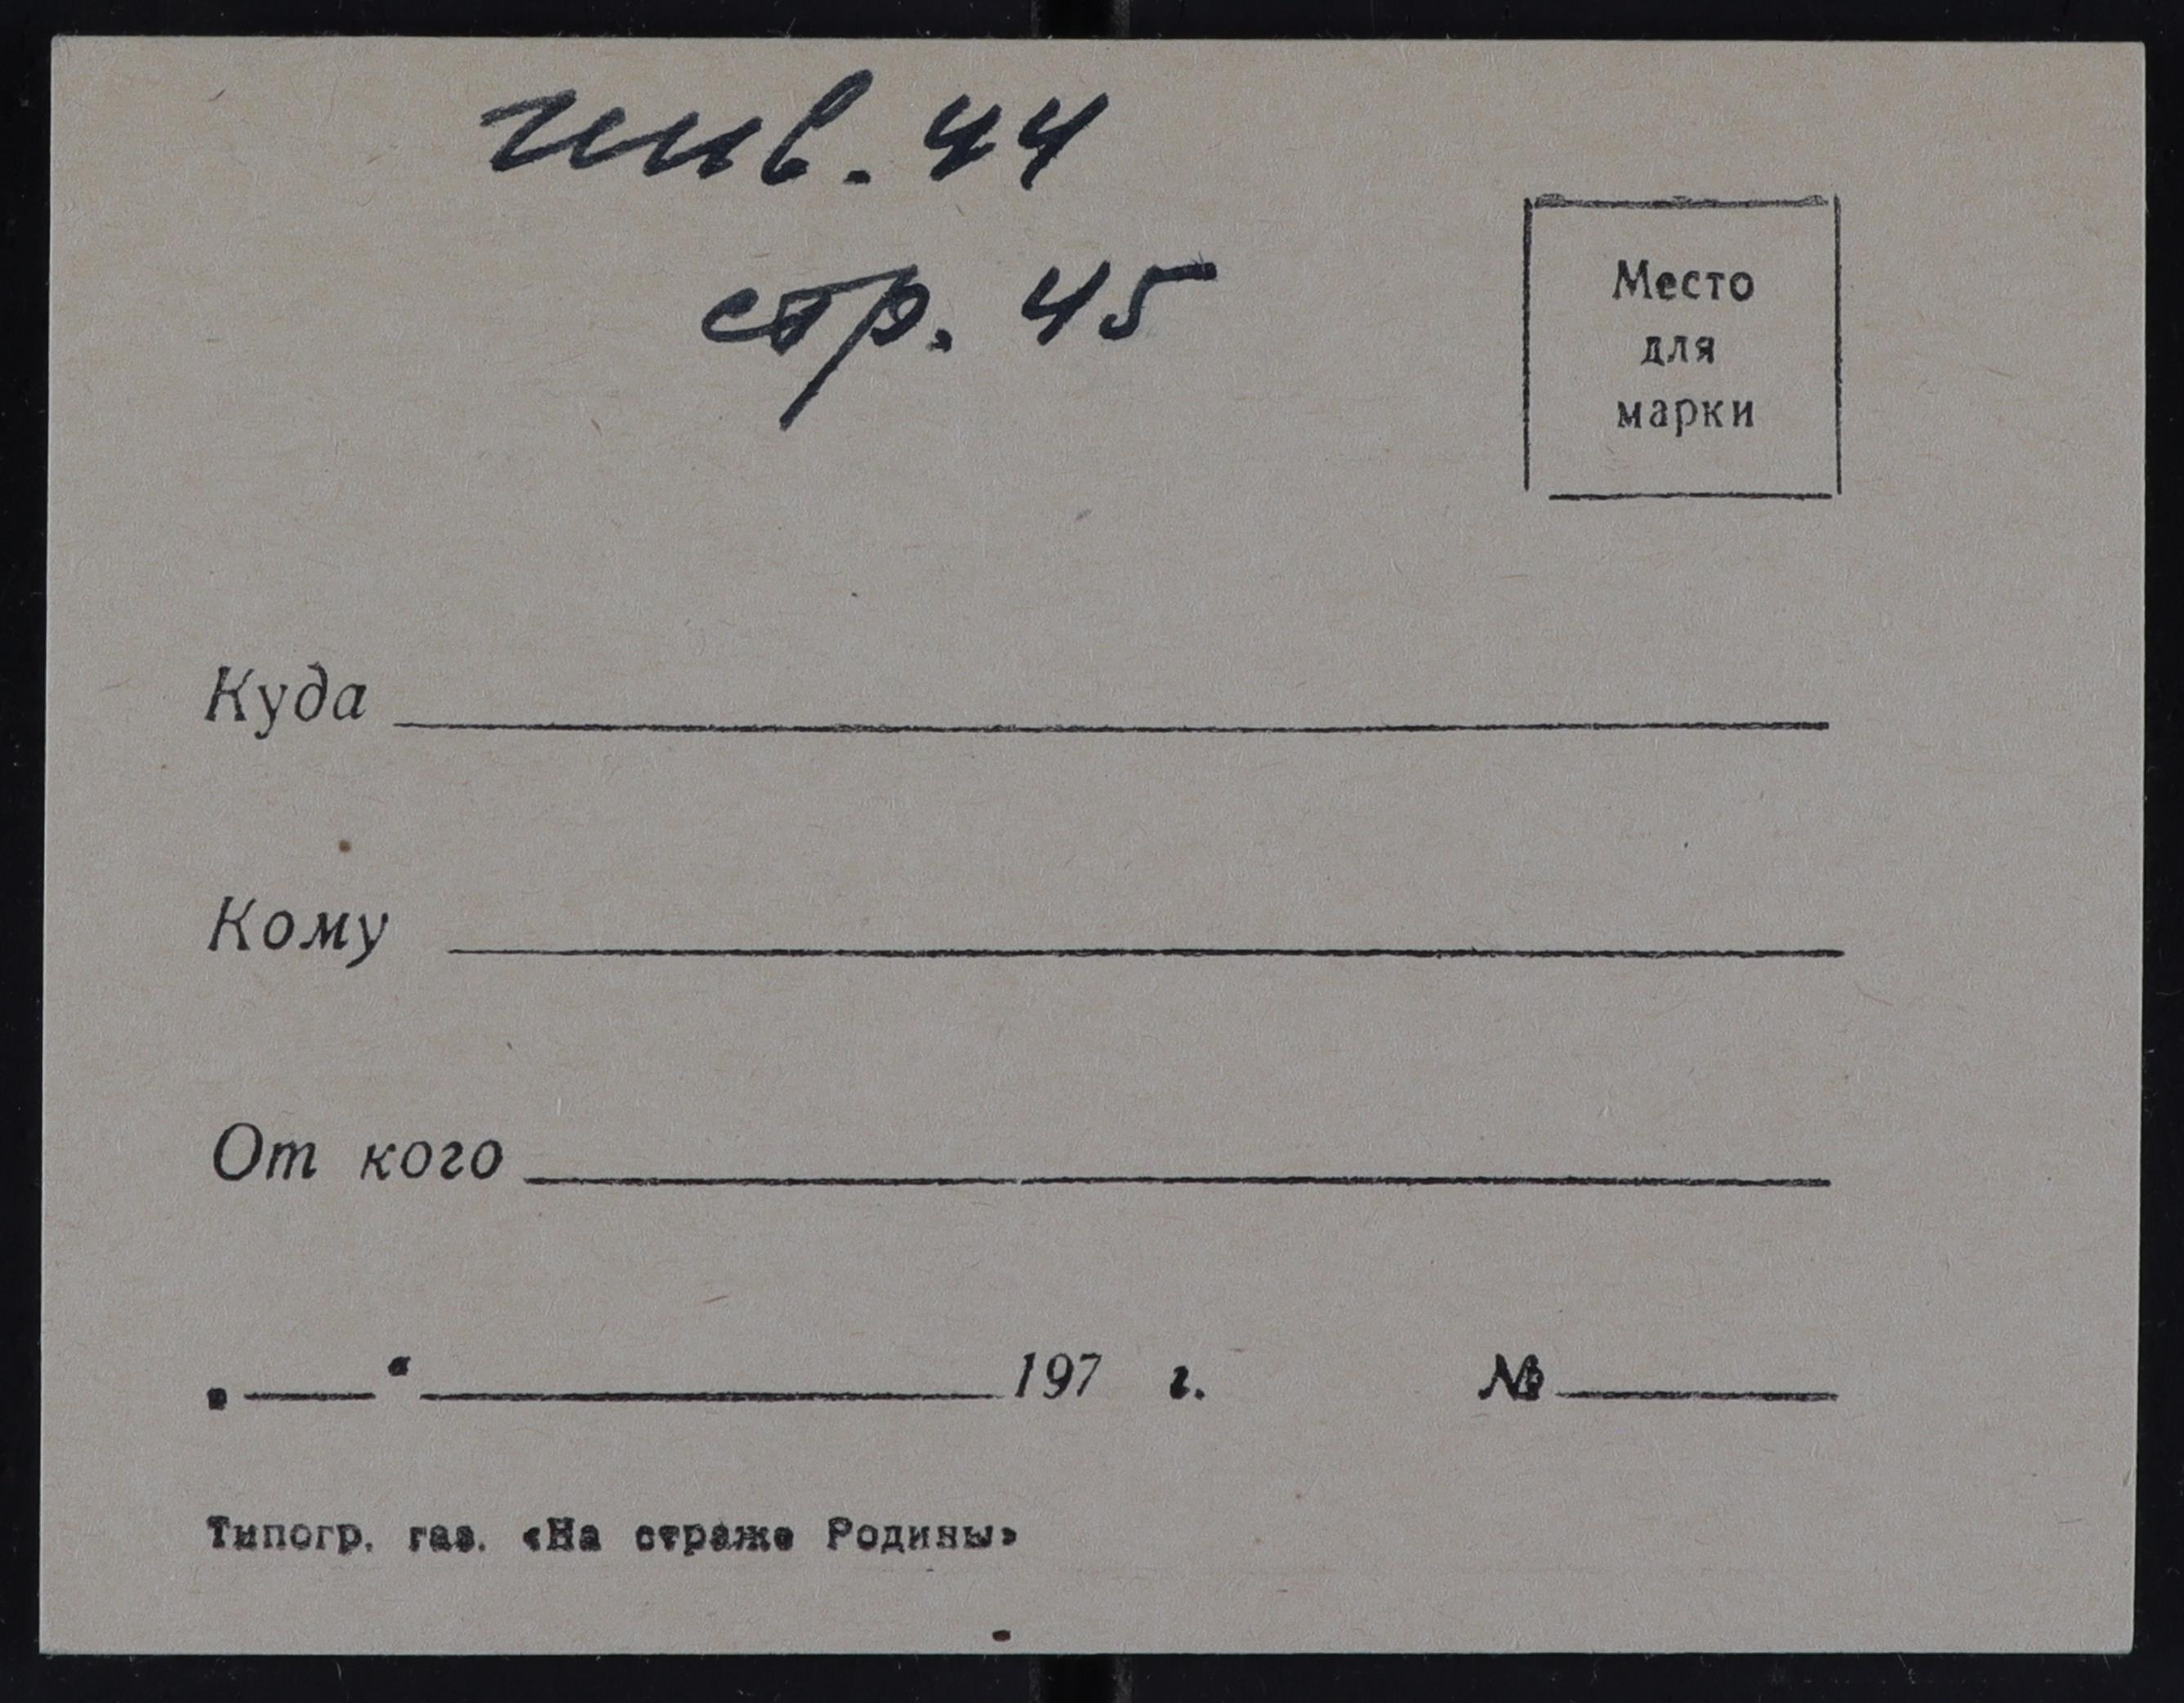 инв. 44
стр. 45
Место
для
марки
Куда
Кому
От кого
„ “ 197 г. №
Типогр. газ. «На страже Родины»